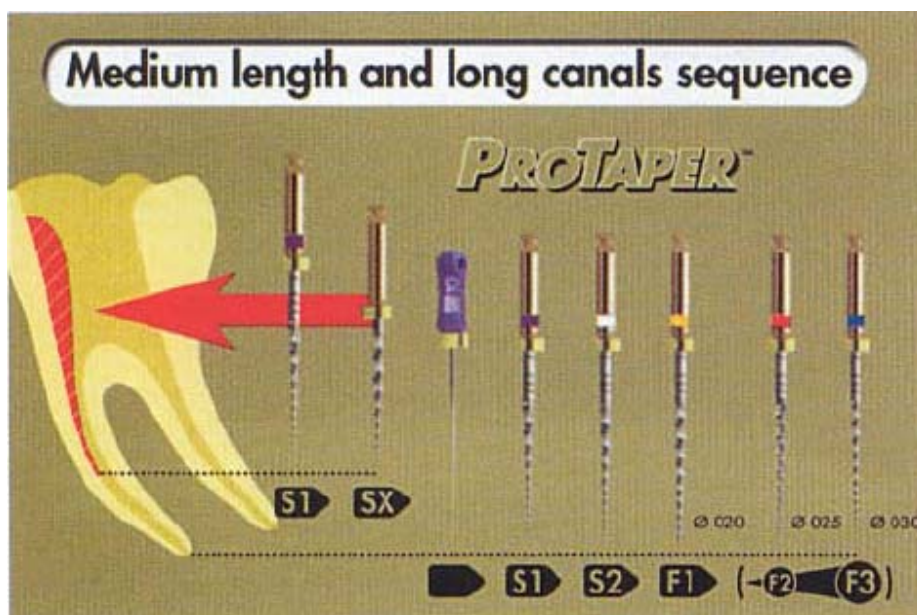 Medium length and long canals sequence
PROTAPER™
S1 SX
Ø 020 Ø 025 Ø 030
S1 S2 F1 (F2 F3)